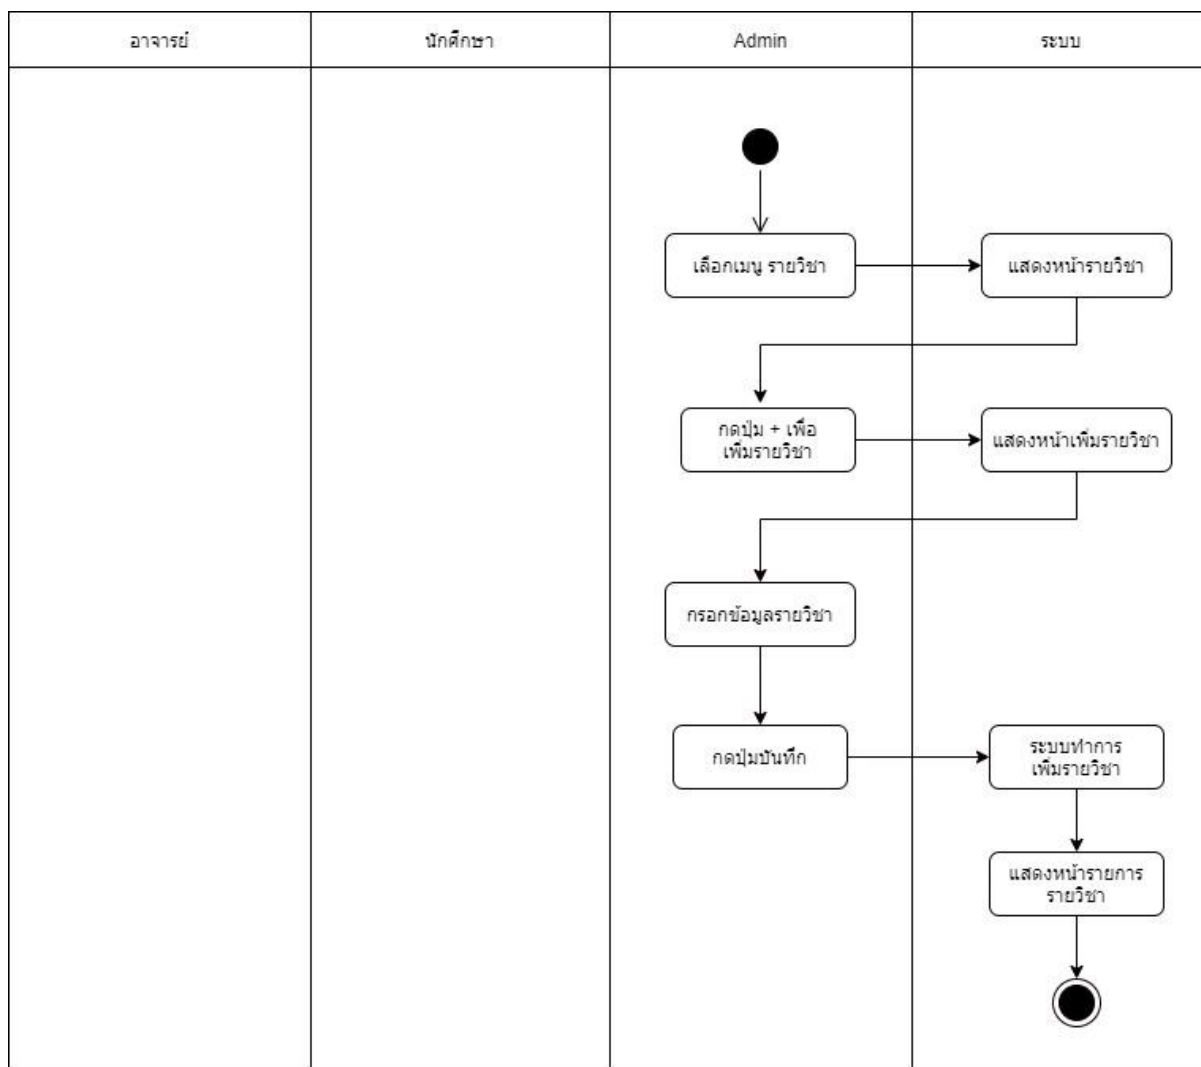 อาจารย์
นักศึกษา
Admin
ระบบ
เลือกเมนู รายวิชา
แสดงหน้ารายวิชา
กดปุ่ม + เพื่อ
เพิ่มรายวิชา
แสดงหน้าเพิ่มรายวิชา
กรอกข้อมูลรายวิชา
กดปุ่มบันทึก
ระบบทำการ
เพิ่มรายวิชา
แสดงหน้ารายการ
รายวิชา